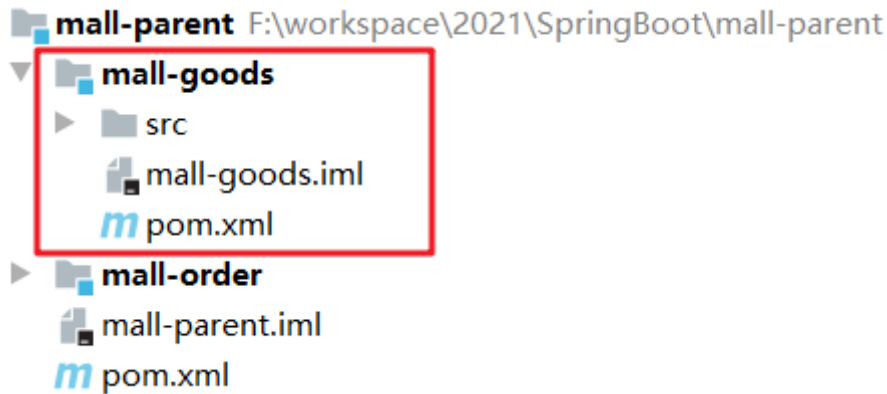 mall-parent F:\workspace\2021\SpringBoot\mall-parent
mall-goods
src
mall-goods.iml
m pom.xml
mall-order
mall-parent.iml
m pom.xml